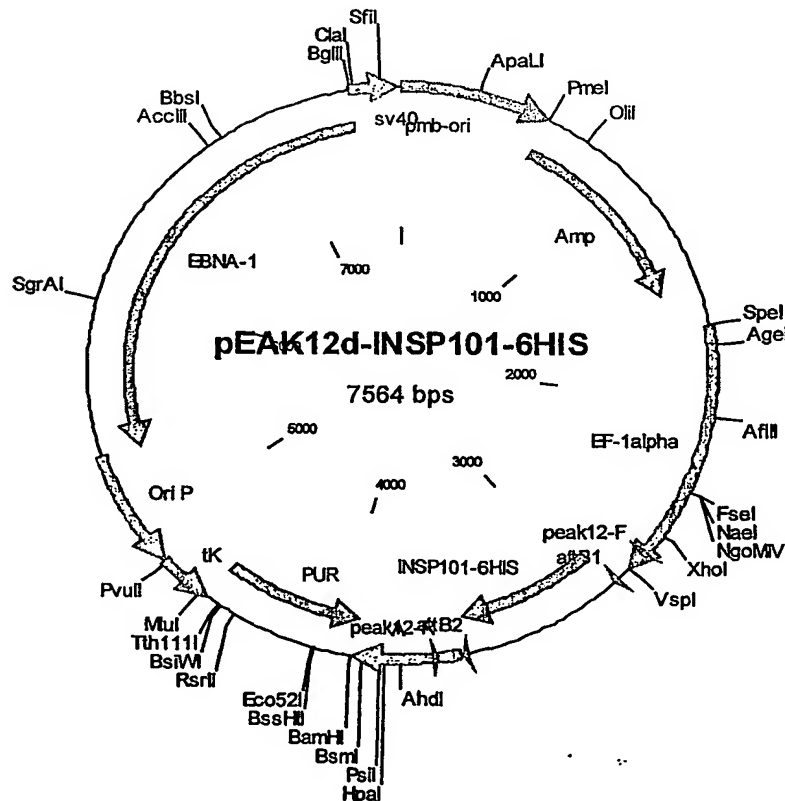 SfiI
ClaI
BglII
ApaLI
PmeI
OliI
BbsI
AccIII
sv40
pmb-ori
Amp
EBNA-1
7000
1000
SgrAI
SpeI
AgeI
pEAK12d-INSP101-6HIS
7564 bps
2000
5000
EF-1alpha
AflII
3000
4000
Ori P
FseI
NaeI
NgoMIV
peak12-F
attB1
XhoI
tK
PUR
INSP101-6HIS
PvuII
VspI
MluI
attB2
Tth111I
BsiWI
RsrII
AhdI
Eco52I
BssHII
BamHI
BsmI
PsiI
HpaI